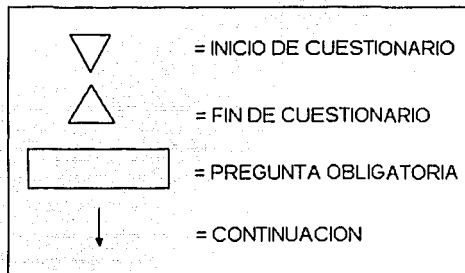 = INICIO DE CUESTIONARIO
= FIN DE CUESTIONARIO
= PREGUNTA OBLIGATORIA
= CONTINUACION